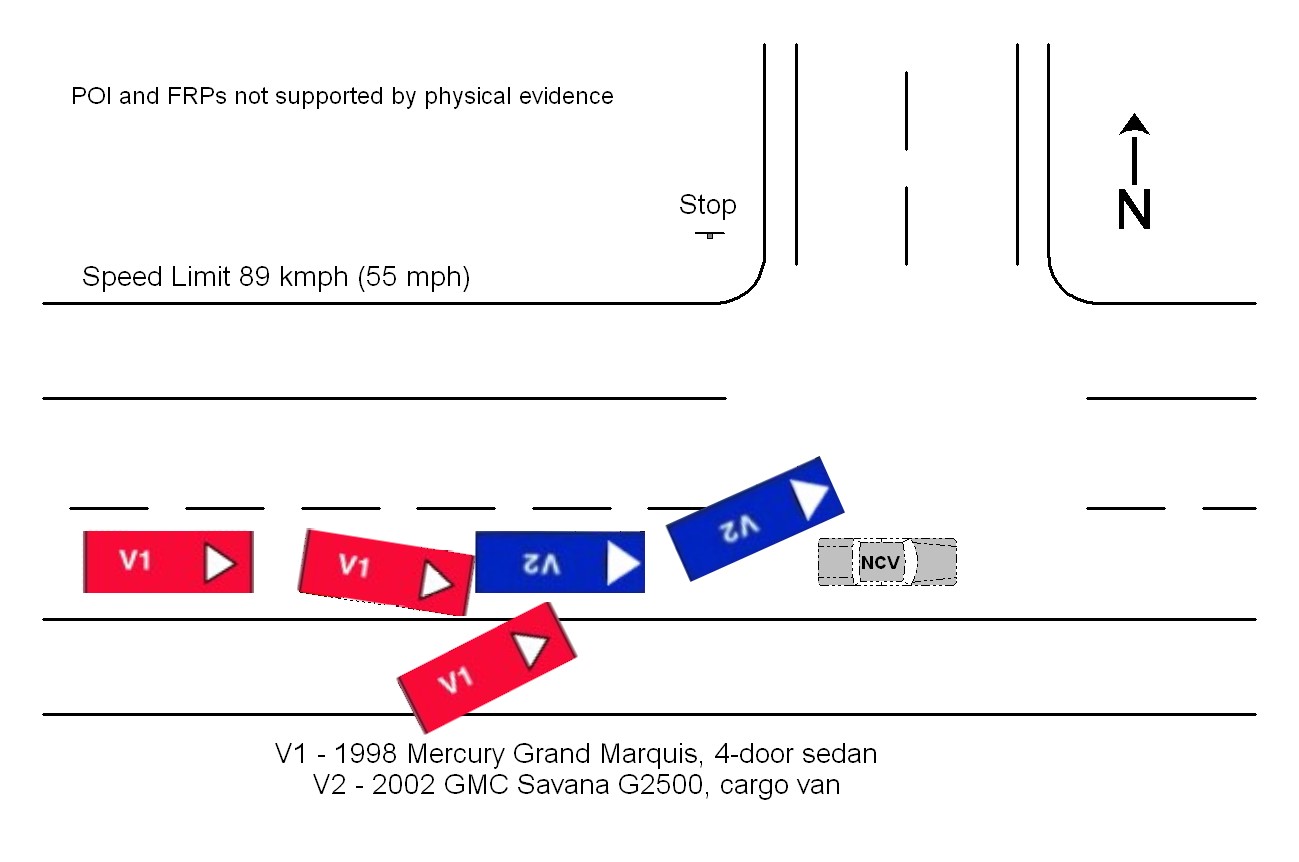 POI and FRPs not supported by physical evidence
Stop
N
Speed Limit 89 kmph (55 mph)
V1
V1
V2
V2
NCV
V1
V1 - 1998 Mercury Grand Marquis, 4-door sedan
V2 - 2002 GMC Savana G2500, cargo van